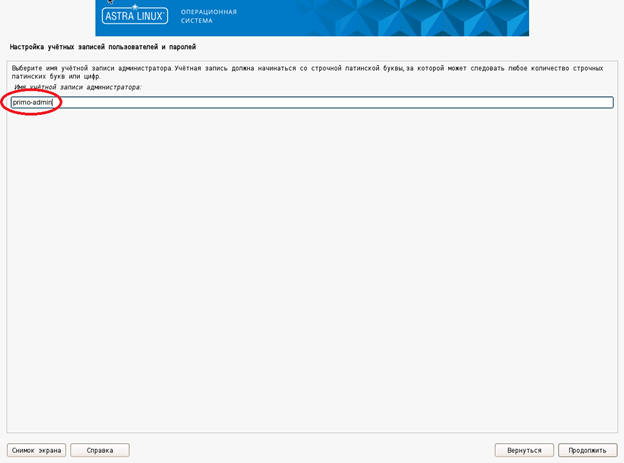 ASTRA LINUX®
ОПЕРАЦИОННАЯ
СИСТЕМА
Настройка учётных записей пользователей и паролей
Выберите имя учётной записи администратора. Учётная запись должна начинаться со строчной латинской буквы, за которой может следовать любое количество строчных
латинских букв или цифр.
Имя учётной записи администратора:
primo-admin
Снимок экрана
Справка
Вернуться
Продолжить